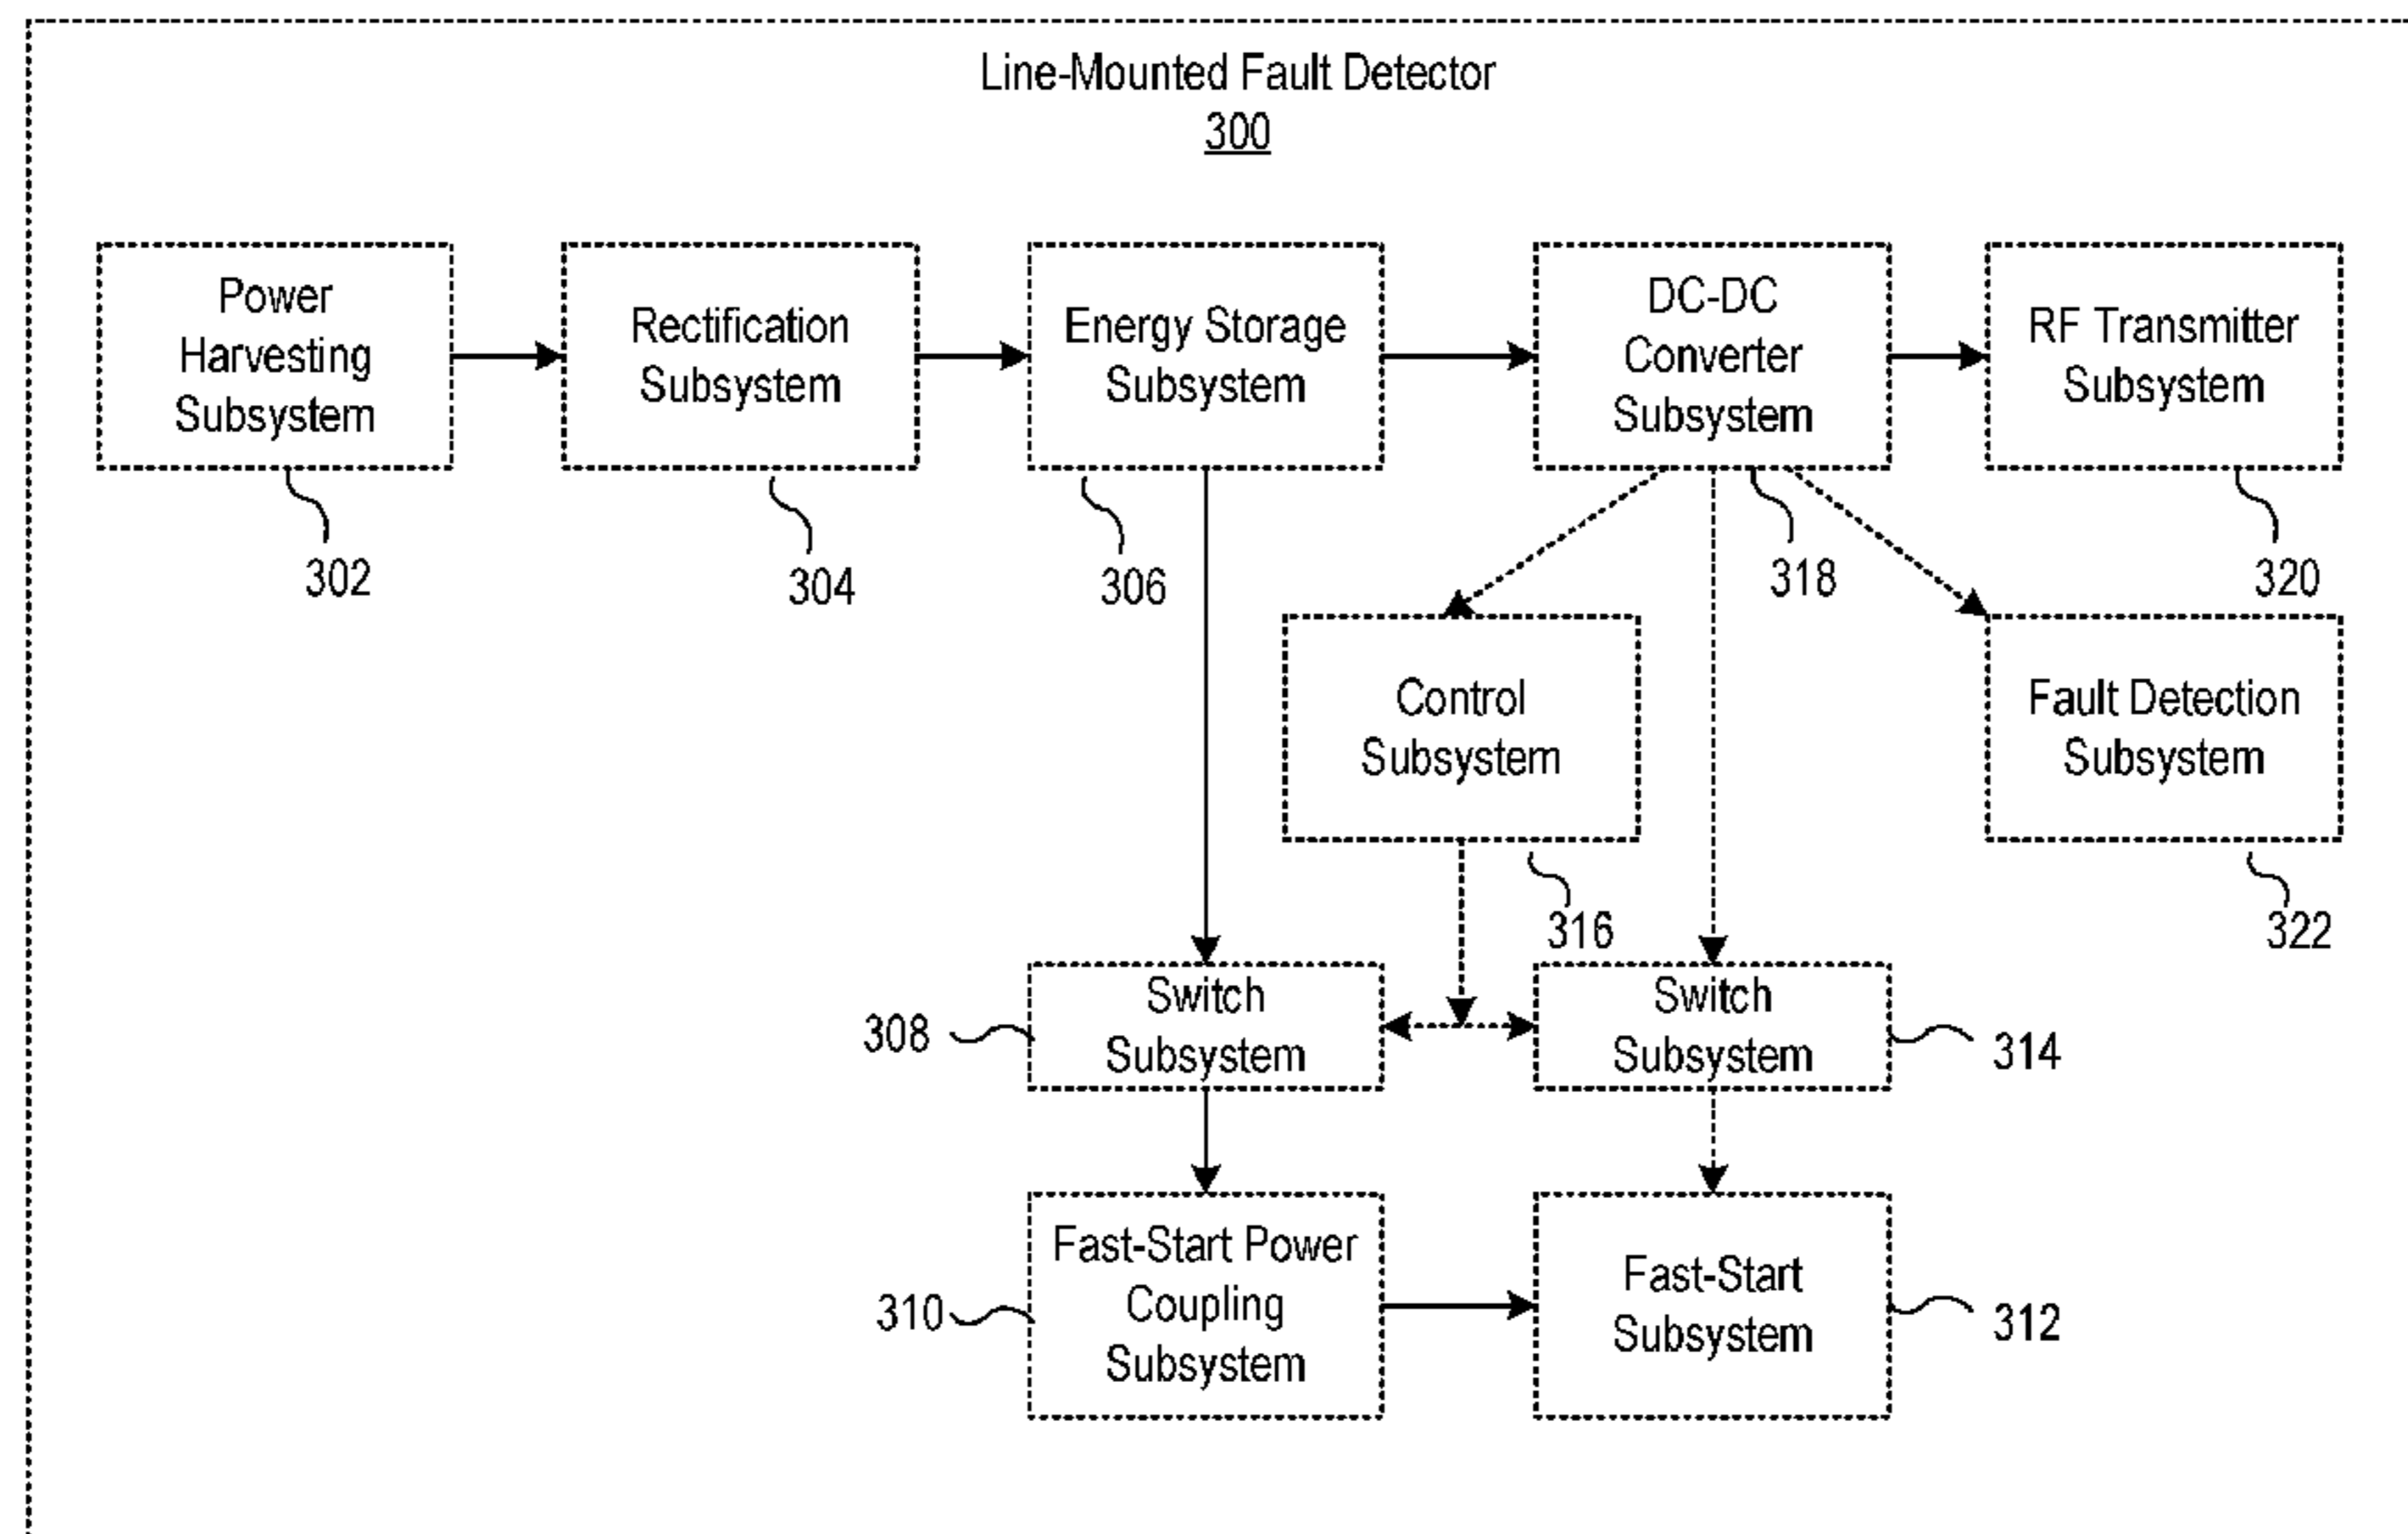 Line-Mounted Fault Detector
300
Power
Harvesting
Subsystem
Rectification
Subsystem
Energy Storage
Subsystem
DC-DC
Converter
Subsystem
RF Transmitter
Subsystem
302
304
306
318
320
Control
Subsystem
Fault Detection
Subsystem
316
322
308
Switch
Subsystem
Switch
Subsystem
314
310
Fast-Start Power
Coupling
Subsystem
Fast-Start
Subsystem
312